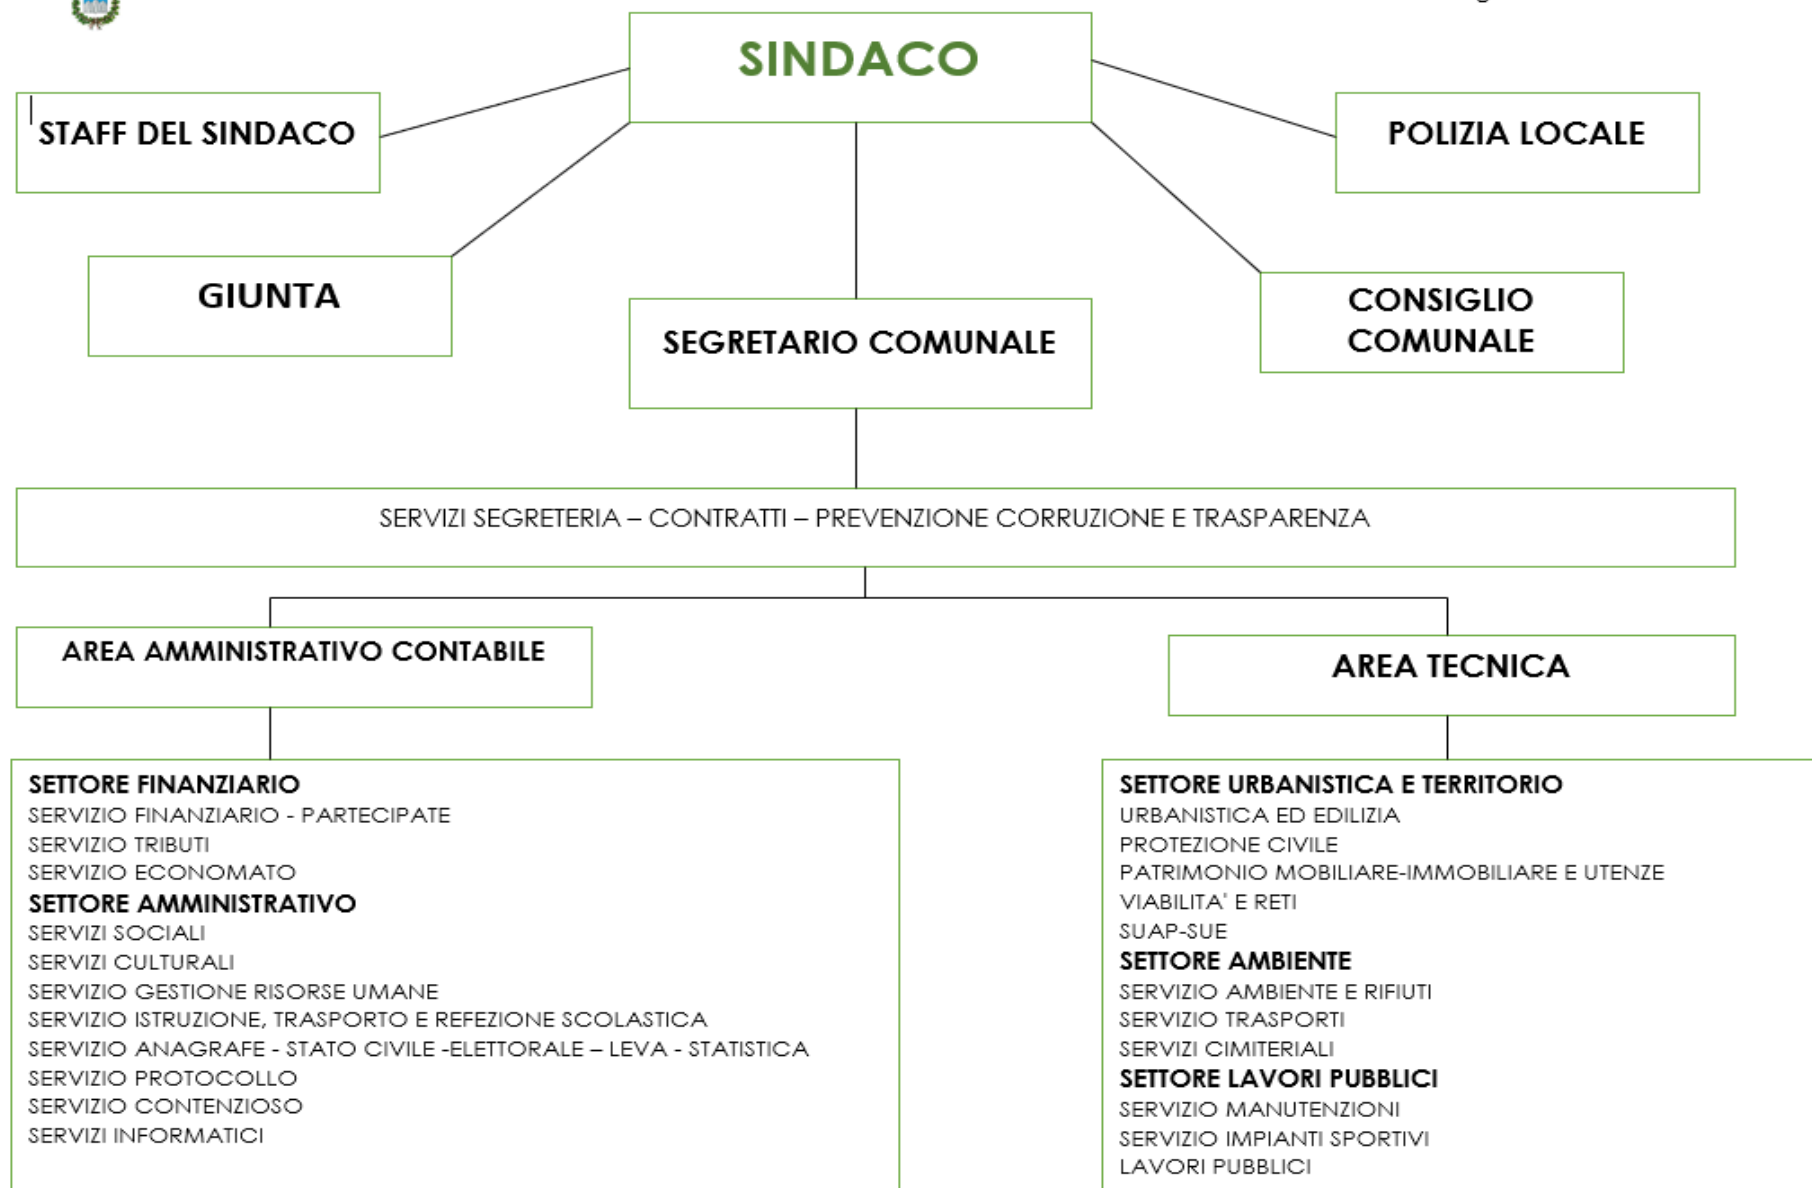 SINDACO
STAFF DEL SINDACO
POLIZIA LOCALE
GIUNTA
SEGRETARIO COMUNALE
CONSIGLIO
COMUNALE
SERVIZI SEGRETERIA – CONTRATTI – PREVENZIONE CORRUZIONE E TRASPARENZA
AREA AMMINISTRATIVO CONTABILE
AREA TECNICA
SETTORE FINANZIARIO
SERVIZIO FINANZIARIO - PARTECIPATE
SERVIZIO TRIBUTI
SERVIZIO ECONOMATO
SETTORE AMMINISTRATIVO
SERVIZI SOCIALI
SERVIZI CULTURALI
SERVIZIO GESTIONE RISORSE UMANE
SERVIZIO ISTRUZIONE, TRASPORTO E REFEZIONE SCOLASTICA
SERVIZIO ANAGRAFE - STATO CIVILE -ELETTORALE – LEVA - STATISTICA
SERVIZIO PROTOCOLLO
SERVIZIO CONTENZIOSO
SERVIZI INFORMATICI
SETTORE URBANISTICA E TERRITORIO
URBANISTICA ED EDILIZIA
PROTEZIONE CIVILE
PATRIMONIO MOBILIARE-IMMOBILIARE E UTENZE
VIABILITA' E RETI
SUAP-SUE
SETTORE AMBIENTE
SERVIZIO AMBIENTE E RIFIUTI
SERVIZIO TRASPORTI
SERVIZI CIMITERIALI
SETTORE LAVORI PUBBLICI
SERVIZIO MANUTENZIONI
SERVIZIO IMPIANTI SPORTIVI
LAVORI PUBBLICI